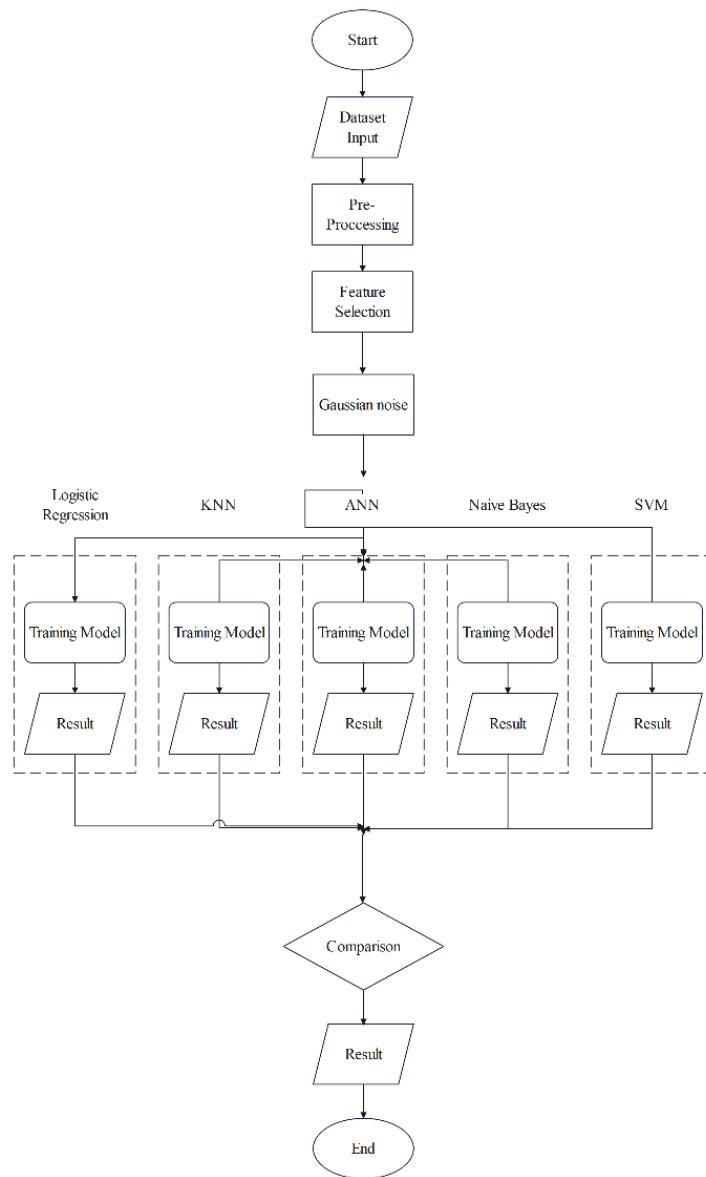 Start
Dataset
Input
Pre-
Proccessing
Feature
Selection
Gaussian noise
Logistic
Regression
KNN
ANN
Naive Bayes
SVM
Training Model
Training Model
Training Model
Training Model
Training Model
Result
Result
Result
Result
Result
Comparison
Result
End